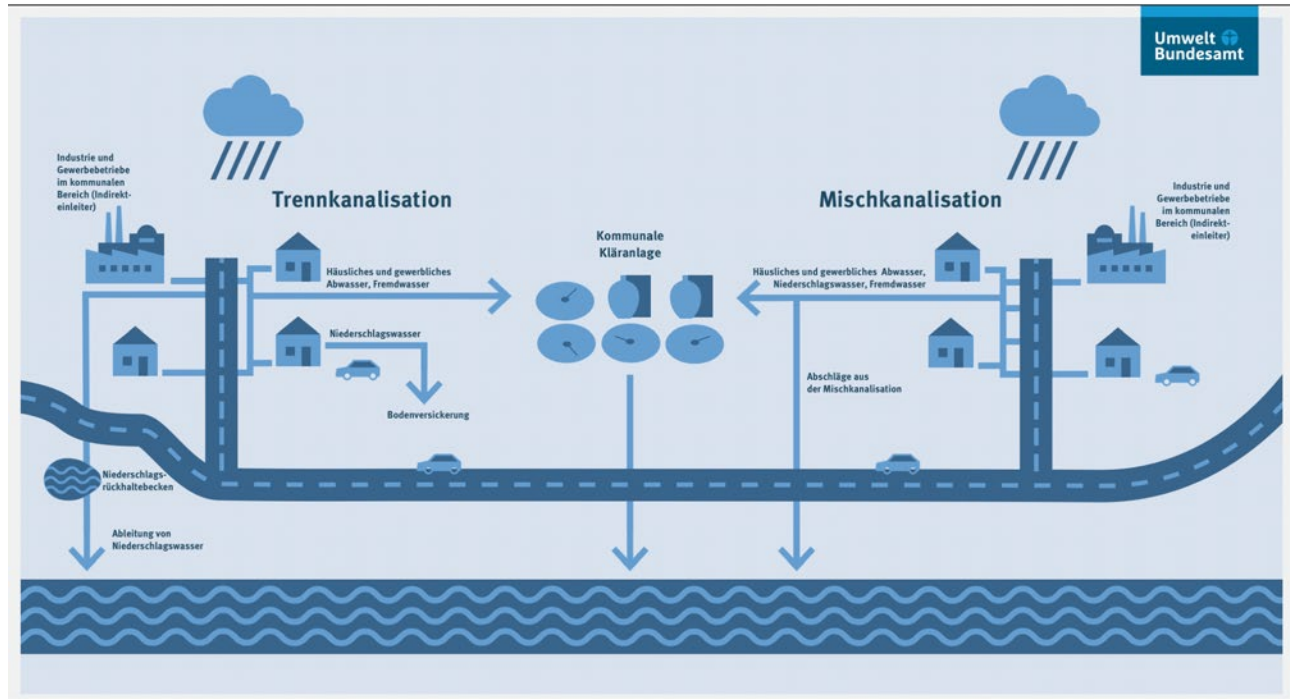 Umwelt
Bundesamt
Industrie und
Gewerbebetriebe
im kommunalen
Bereich (Indirekt-
einleiter)
Trennkanalisation
Mischkanalisation
Industrie und
Gewerbebetriebe
im kommunalen
Bereich (Indirekt-
einleiter)
Kommunale
Kläranlage
Häusliches und gewerbliches
Abwasser, Fremdwasser
Häusliches und gewerbliches Abwasser,
Niederschlagswasser, Fremdwasser
Niederschlagswasser
Bodenversickerung
Abschläge aus
der Mischkanalisation
Niederschlags-
rückhaltebecken
Ableitung von
Niederschlagswasser